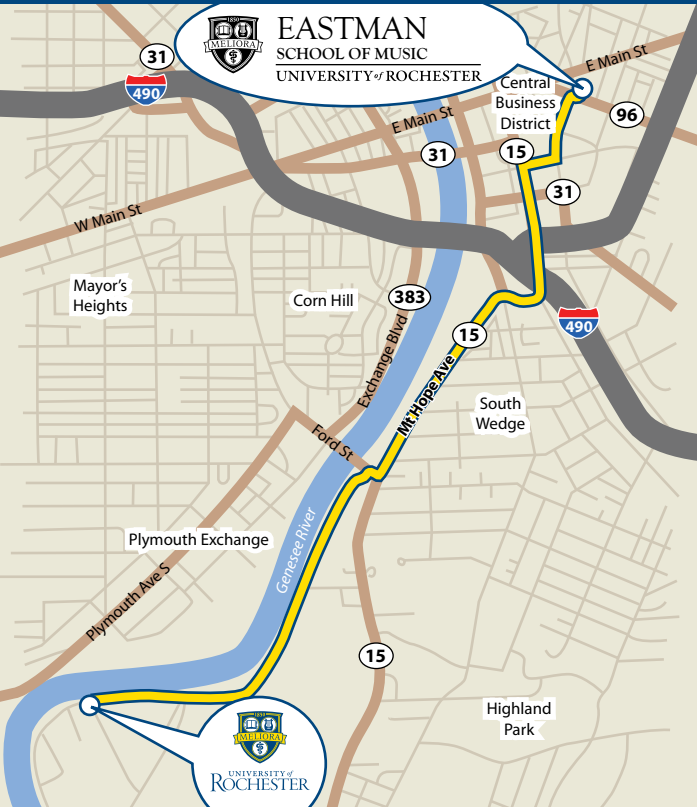 1850
MELIORA
EASTMAN
SCHOOL OF MUSIC
UNIVERSITY of ROCHESTER
31
490
E Main St
Central
Business
District
96
E Main St
31
15
31
W Main St
Mayor's
Heights
Corn Hill
383
Exchange Blvd
15
490
Mt Hope Ave
South
Wedge
Ford St
Plymouth Exchange
Genesee River
Plymouth Ave S
15
Highland
Park
1850
MELIORA
UNIVERSITY of
ROCHESTER